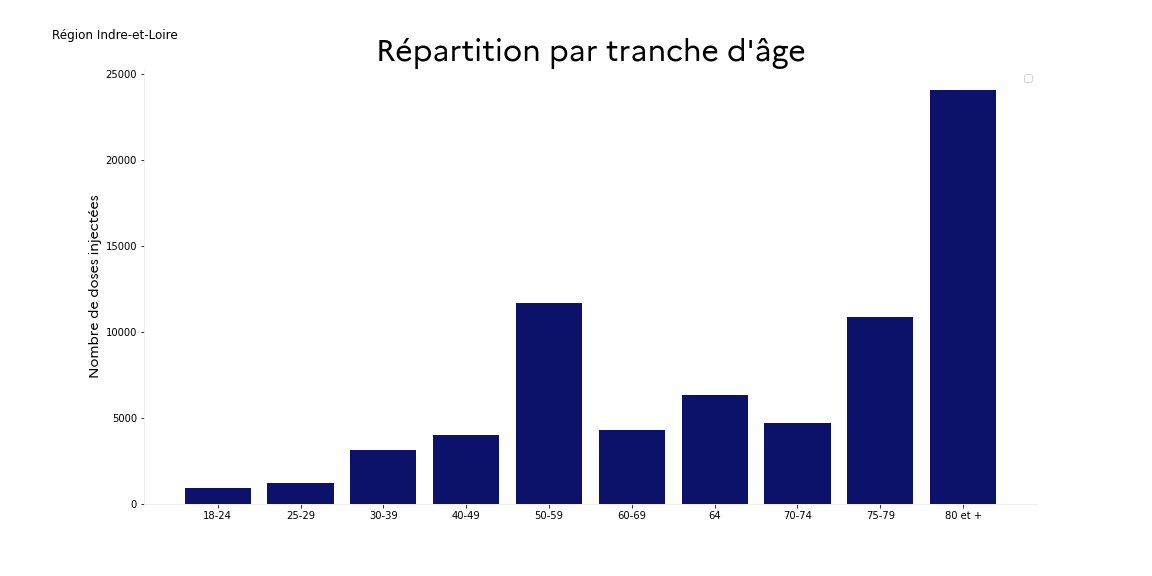 Région Indre-et-Loire
Répartition par tranche d'âge
Nombre de doses injectées
25000
20000
15000
10000
5000
0
18-24 25-29 30-39 40-49 50-59 60-69 64 70-74 75-79 80 et +